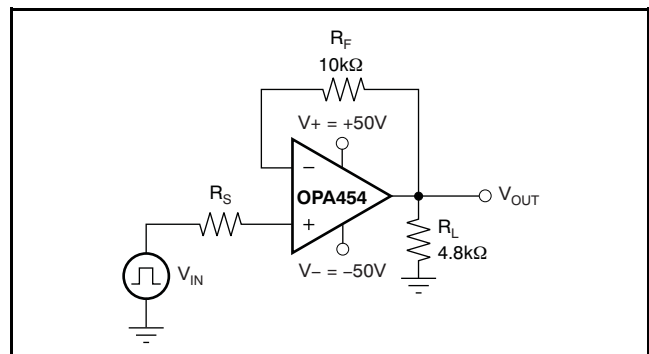 R_F
10kΩ
V+ = +50V
−
OPA454
+
V− = −50V
R_S
V_IN
V_OUT
R_L
4.8kΩ